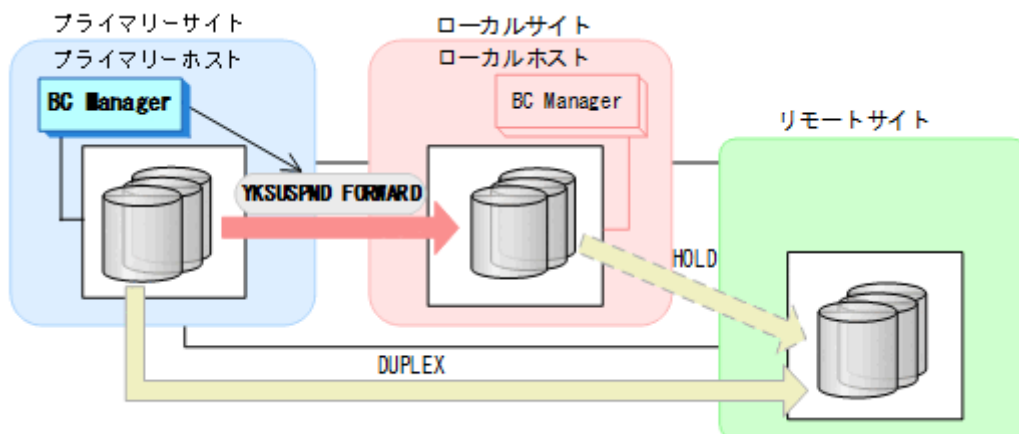 プライマリーサイト
プライマリーホスト
BC Manager
ローカルサイト
ローカルホスト
BC Manager
リモートサイト
YKSUSPND FORWARD
HOLD
DUPLEX